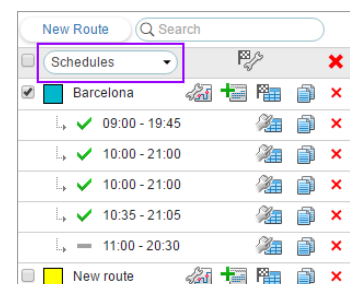 New Route Search
Schedules
Barcelona
09:00 - 19:45
10:00 - 21:00
10:00 - 21:00
10:35 - 21:05
11:00 - 20:30
New route